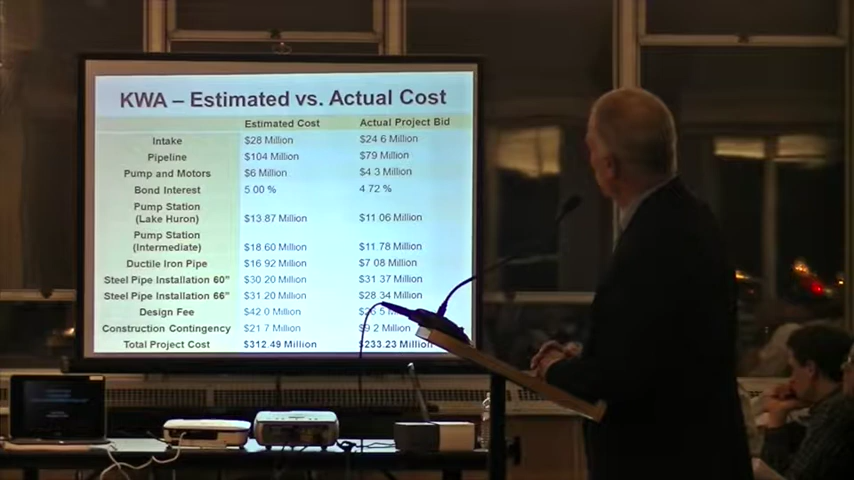 KWA – Estimated vs. Actual Cost
Estimated Cost Actual Project Bid
Intake $28 Million $24.6 Million
Pipeline $104 Million $79 Million
Pump and Motors $6 Million $4.3 Million
Bond Interest 5.00 % 4.72 %
Pump Station
(Lake Huron) $13.87 Million $11.06 Million
Pump Station
(Intermediate) $18.60 Million $11.78 Million
Ductile Iron Pipe $16.92 Million $7.08 Million
Steel Pipe Installation 60" $30.20 Million $31.37 Million
Steel Pipe Installation 66" $31.20 Million $28.34 Million
Design Fee $42.0 Million Million
Construction Contingency $21.7 Million $9.2 Million
Total Project Cost $312.49 Million $233.23 Million